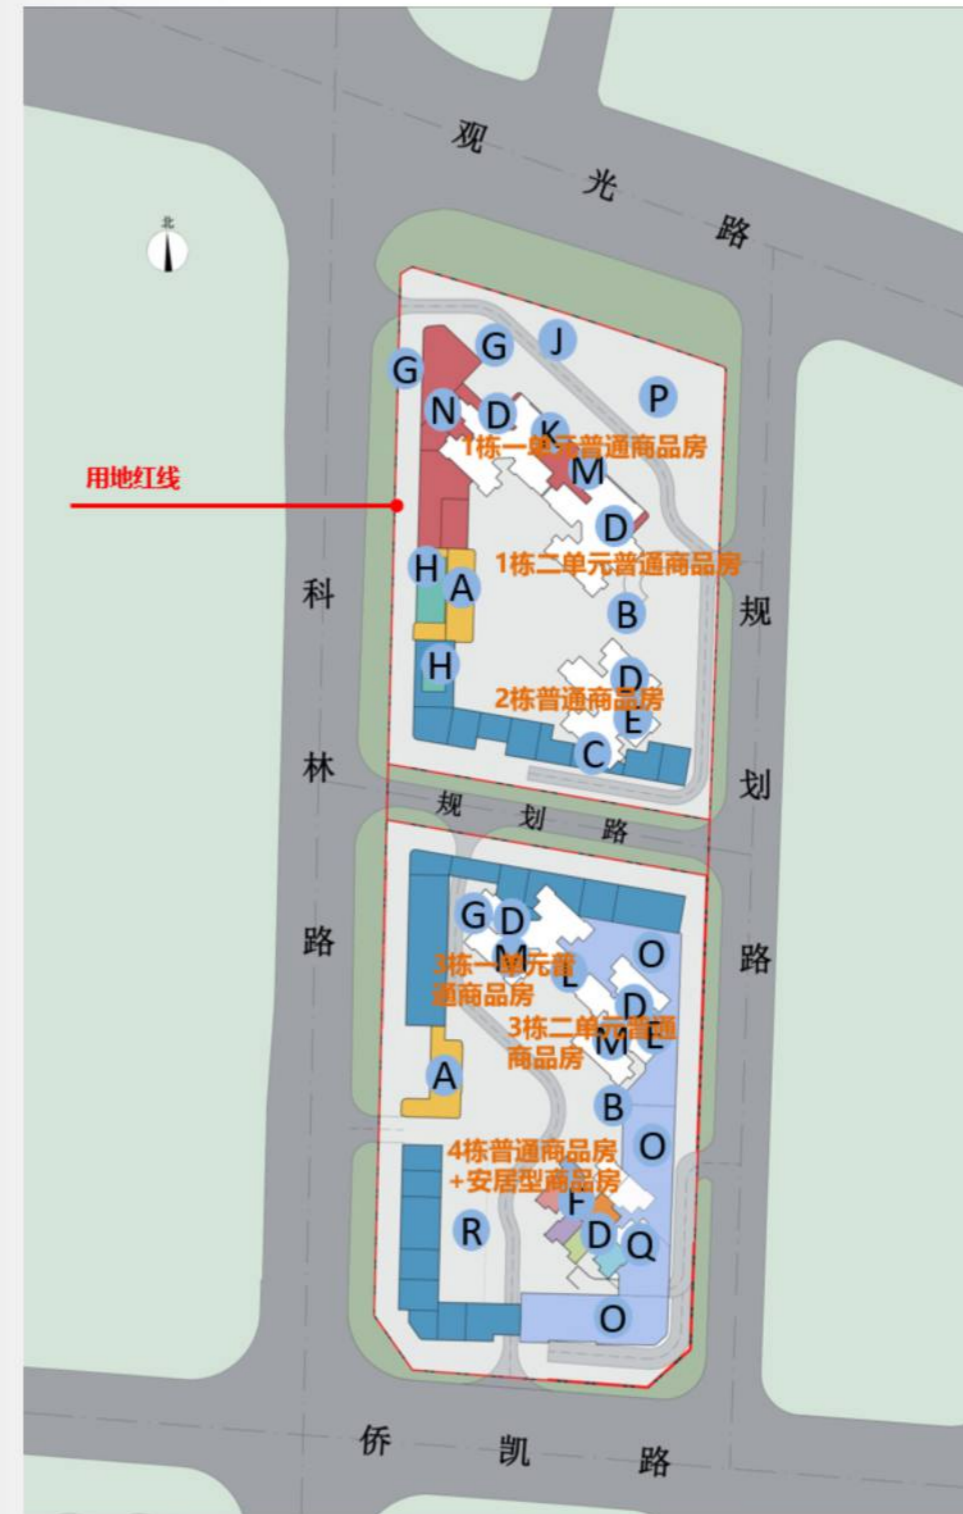 观光路
北
J
G
G
P
N
D
K
1栋一单元普通商品房
M
用地红线
D
H
1栋二单元普通商品房
A
科林路
B
规划路
H
D
2栋普通商品房
E
C
规划路
G
D
M
O
3栋一单元普
通商品房
L
D
3栋二单元普通
商品房
M
E
A
B
O
4栋普通商品房
+安居型商品房
F
R
D
Q
O
侨凯路